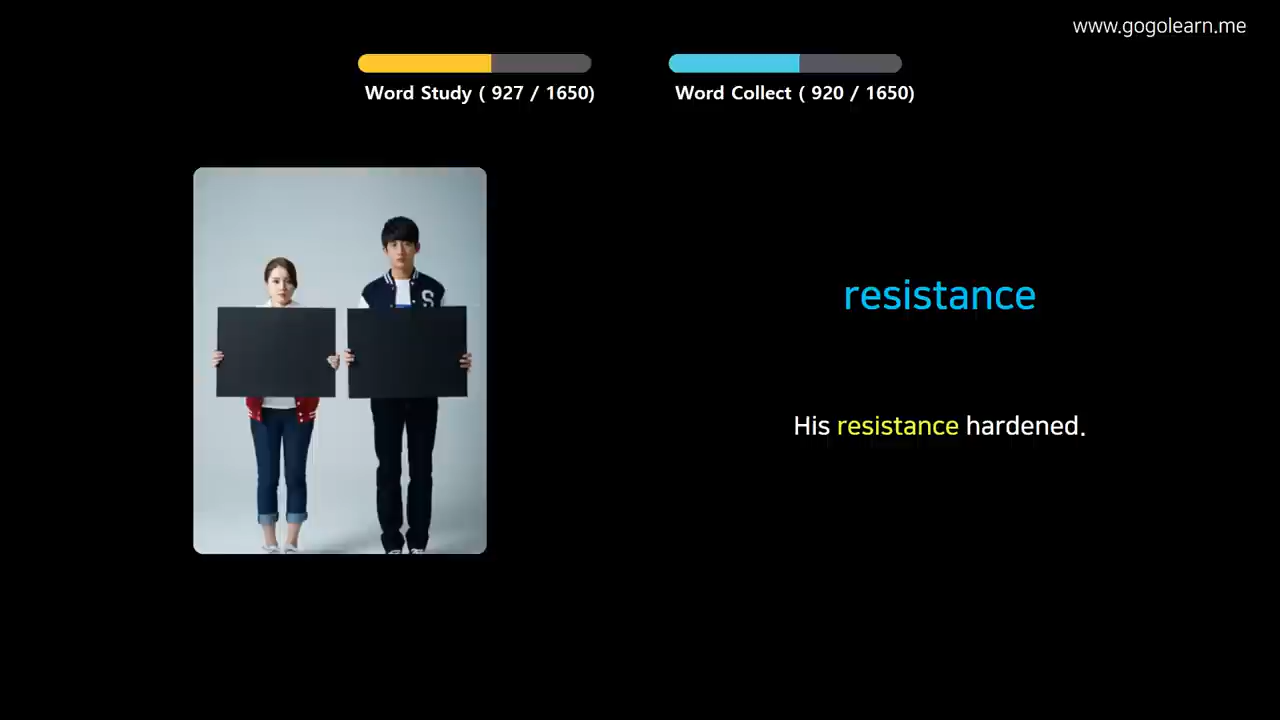 www.gogolearn.me
Word Study ( 927 / 1650)
Word Collect ( 920 / 1650)
S
resistance
His resistance hardened.